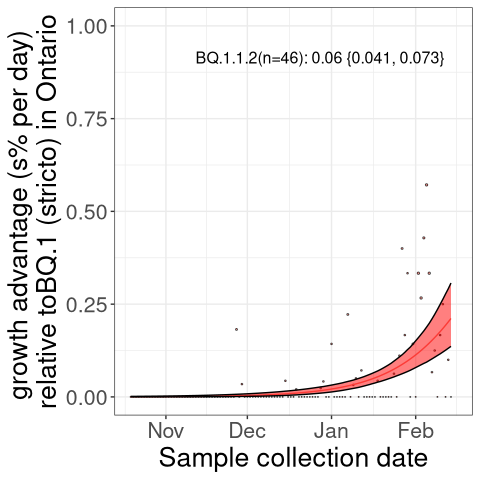 growth advantage (s% per day)
relative toBQ.1 (stricto) in Ontario
1.00
0.75
0.50
0.25
0.00
BQ.1.1.2(n=46): 0.06 {0.041, 0.073}
Nov Dec Jan Feb
Sample collection date